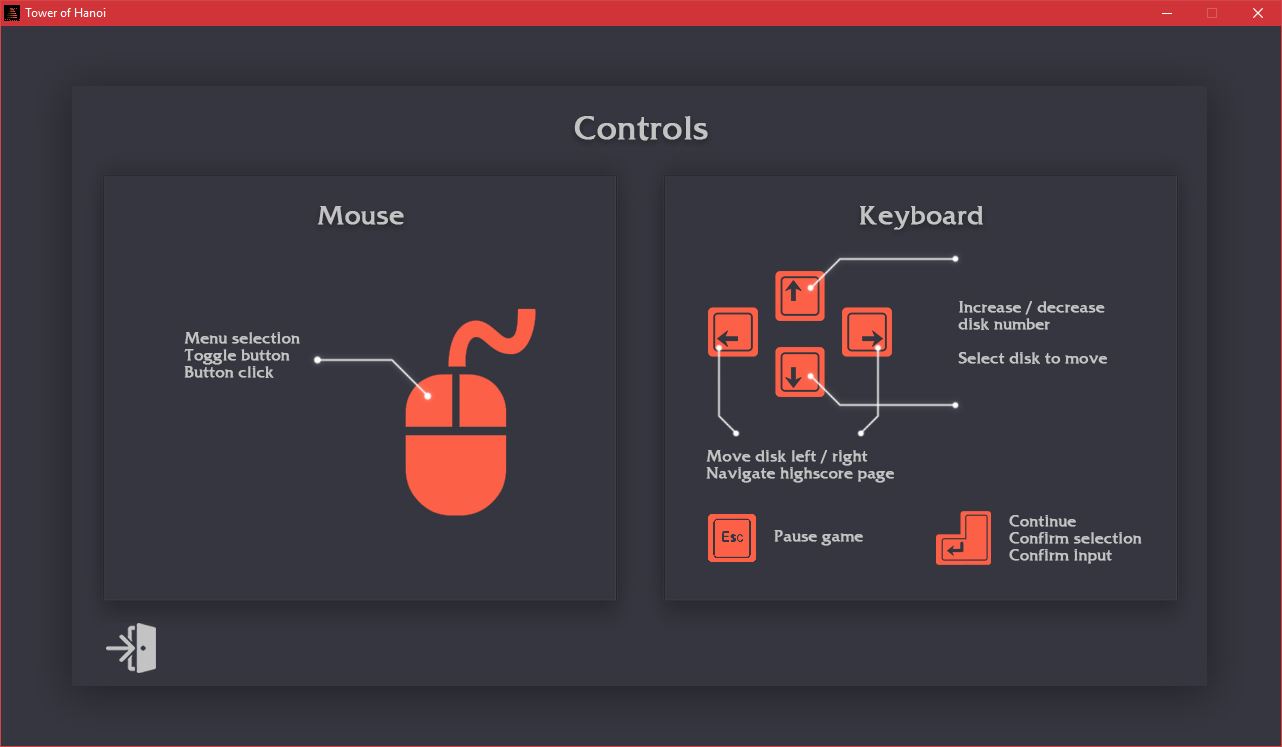 Tower of Hanoi
Controls
Mouse
Menu selection
Toggle button
Button click
Keyboard
Increase / decrease
disk number
Select disk to move
Move disk left / right
Navigate highscore page
Esc
Pause game
Continue
Confirm selection
Confirm input